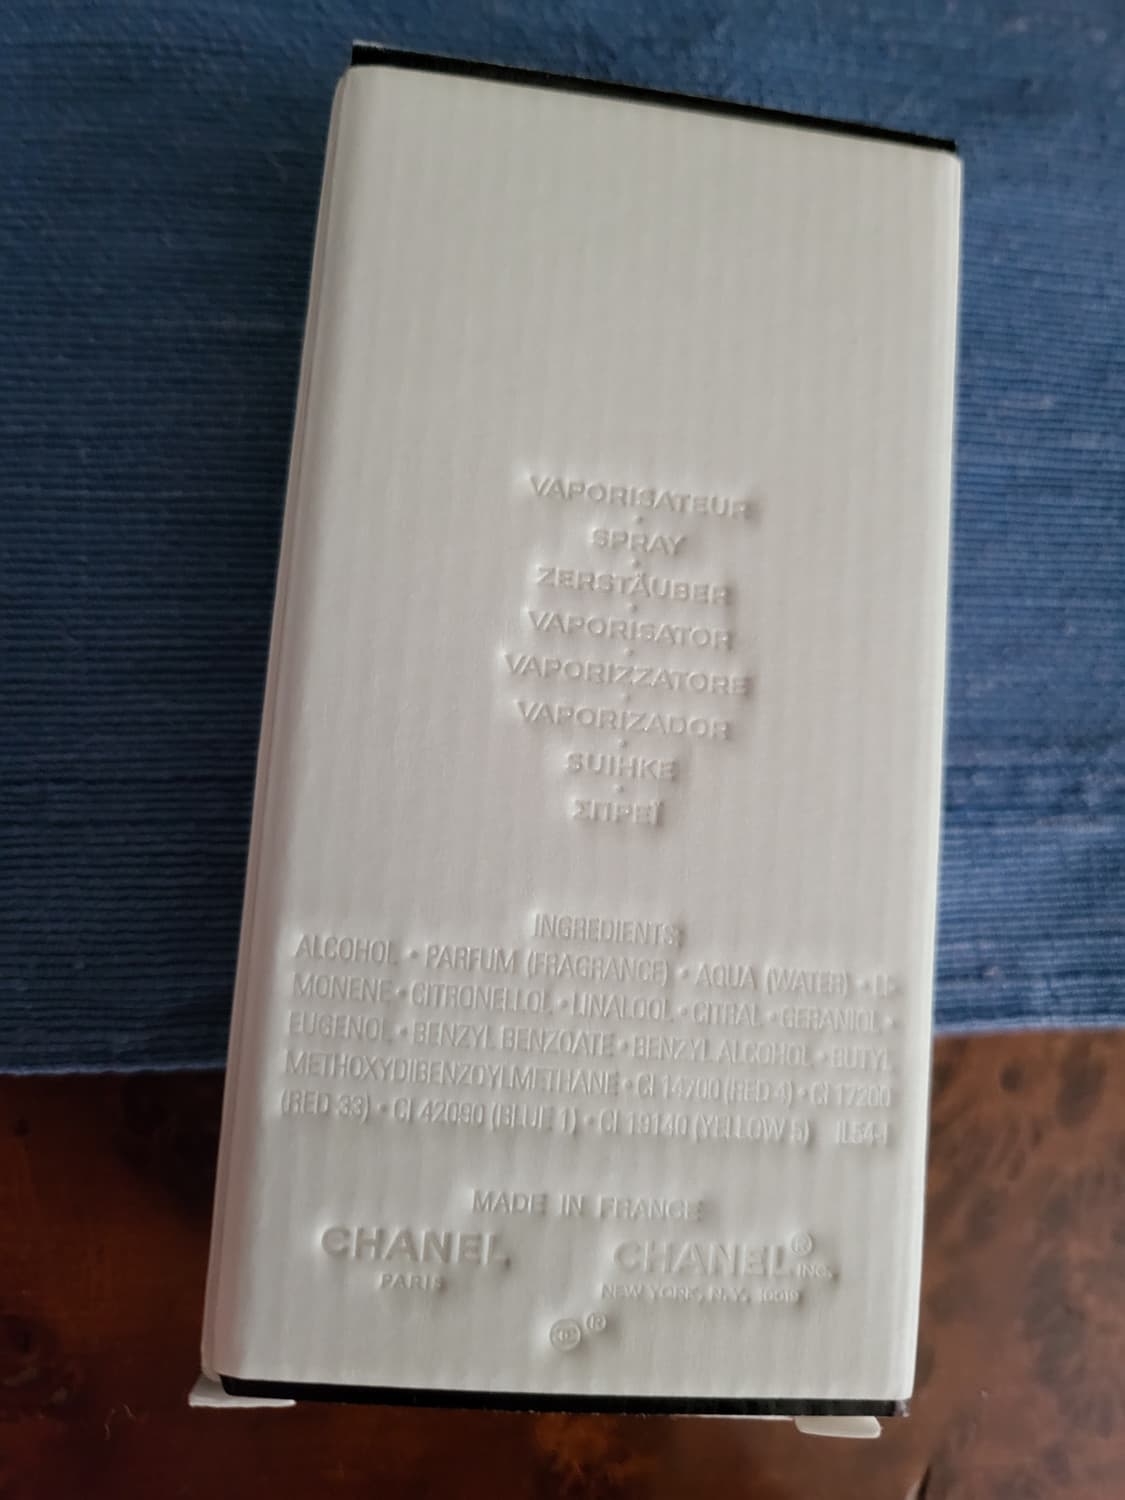 VAPORISATEUR
•
SPRAY
•
ZERSTÄUBER
•
VAPORISATOR
•
VAPORIZZATORE
•
VAPORIZADOR
•
SUIHKE
•
ΣΠΡΕΪ
INGREDIENTS:
ALCOHOL • PARFUM (FRAGRANCE) • AQUA (WATER) • LI-
MONENE • CITRONELLOL • LINALOOL • CITRAL • GERANIOL •
EUGENOL • BENZYL BENZOATE • BENZYL ALCOHOL • BUTYL
METHOXYDIBENZOYLMETHANE • CI 14700 (RED 4) • CI 17200
(RED 33) • CI 42090 (BLUE 1) • CI 19140 (YELLOW 5) IL54-1
MADE IN FRANCE
CHANEL CHANEL® INC.
PARIS NEW YORK, N.Y. 10019
®